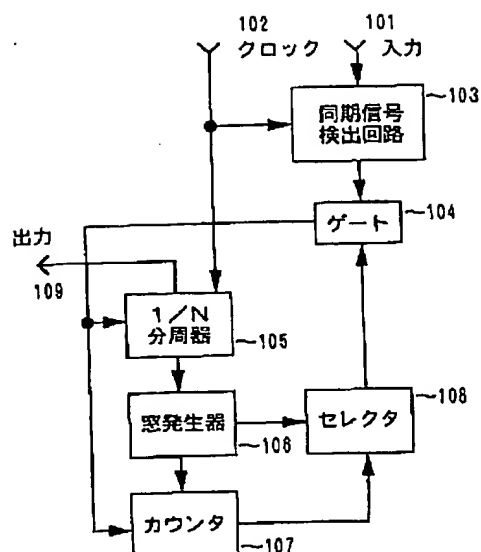 102
クロック
101
入力
同期信号
検出回路
103
ゲート
104
出力
109
1/N
分周器
105
窓発生器
106
セレクタ
108
カウンタ
107